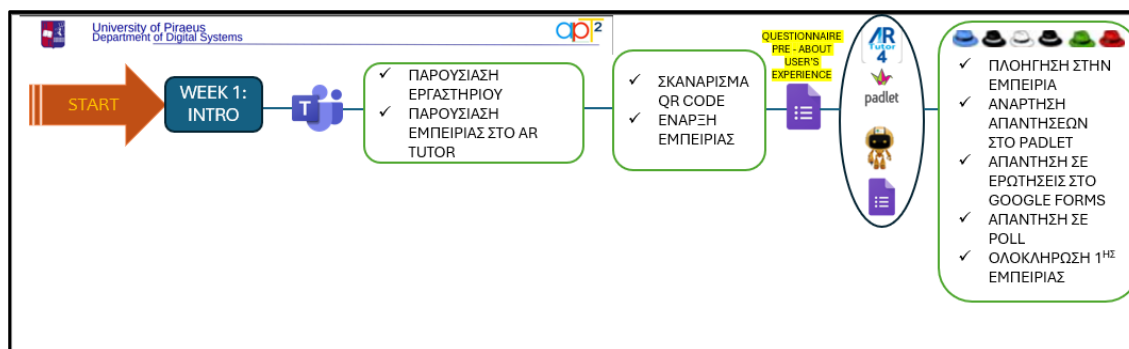 University of Piraeus
Department of Digital Systems
apt2
START
WEEK 1:
INTRO
T
✓ ΠΑΡΟΥΣΙΑΣΗ
ΕΡΓΑΣΤΗΡΙΟΥ
✓ ΠΑΡΟΥΣΙΑΣΗ
ΕΜΠΕΙΡΙΑΣ ΣΤΟ AR
TUTOR
✓ ΣΚΑΝΑΡΙΣΜΑ
QR CODE
✓ ΕΝΑΡΞΗ
ΕΜΠΕΙΡΙΑΣ
QUESTIONNAIRE
PRE - ABOUT
USER'S
EXPERIENCE
AR
Tutor
4
padlet
✓ ΠΛΟΗΓΗΣΗ ΣΤΗΝ
ΕΜΠΕΙΡΙΑ
✓ ΑΝΑΡΤΗΣΗ
ΑΠΑΝΤΗΣΕΩΝ
ΣΤΟ PADLET
✓ ΑΠΑΝΤΗΣΗ ΣΕ
ΕΡΩΤΗΣΕΙΣ ΣΤΟ
GOOGLE FORMS
✓ ΑΠΑΝΤΗΣΗ ΣΕ
POLL
✓ ΟΛΟΚΛΗΡΩΣΗ 1ΗΣ
ΕΜΠΕΙΡΙΑΣ